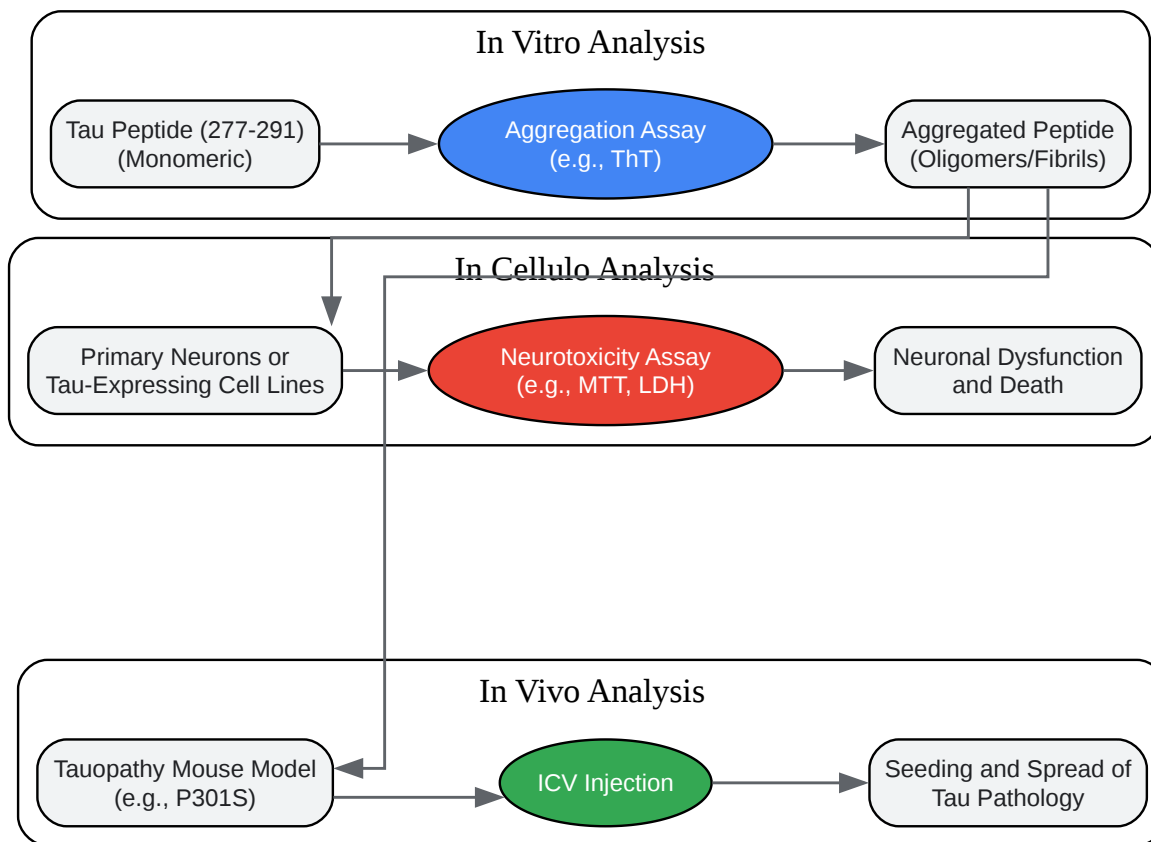 In Vitro Analysis
Tau Peptide (277-291)
(Monomeric)
Aggregation Assay
(e.g., ThT)
Aggregated Peptide
(Oligomers/Fibrils)
In Cellulo Analysis
Primary Neurons or
Tau-Expressing Cell Lines
Neurotoxicity Assay
(e.g., MTT, LDH)
Neuronal Dysfunction
and Death
In Vivo Analysis
Tauopathy Mouse Model
(e.g., P301S)
ICV Injection
Seeding and Spread of
Tau Pathology